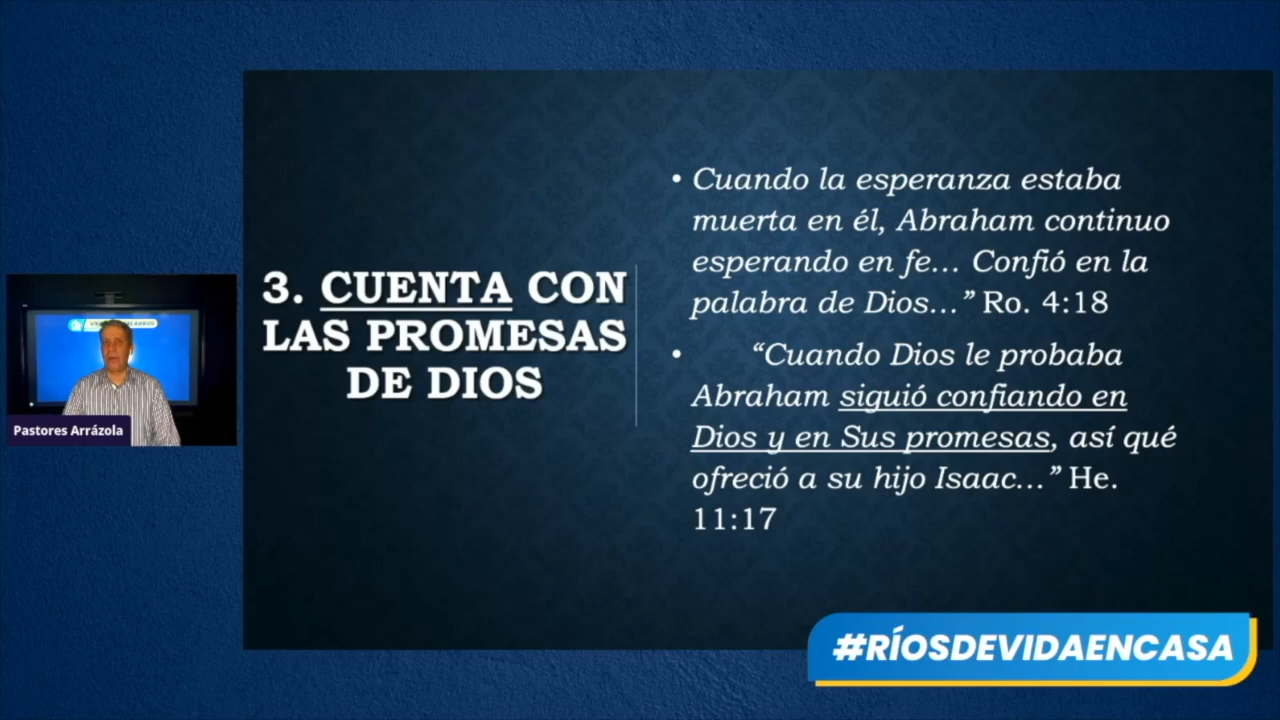 3. CUENTA CON
LAS PROMESAS
DE DIOS
• Cuando la esperanza estaba
muerta en él, Abraham continuo
esperando en fe... Confió en la
palabra de Dios...” Ro. 4:18
• “Cuando Dios le probaba
Abraham siguió confiando en
Dios y en Sus promesas, así qué
ofreció a su hijo Isaac...” He.
11:17
Pastores Arrázola
#RÍOSDEVIDAENCASA